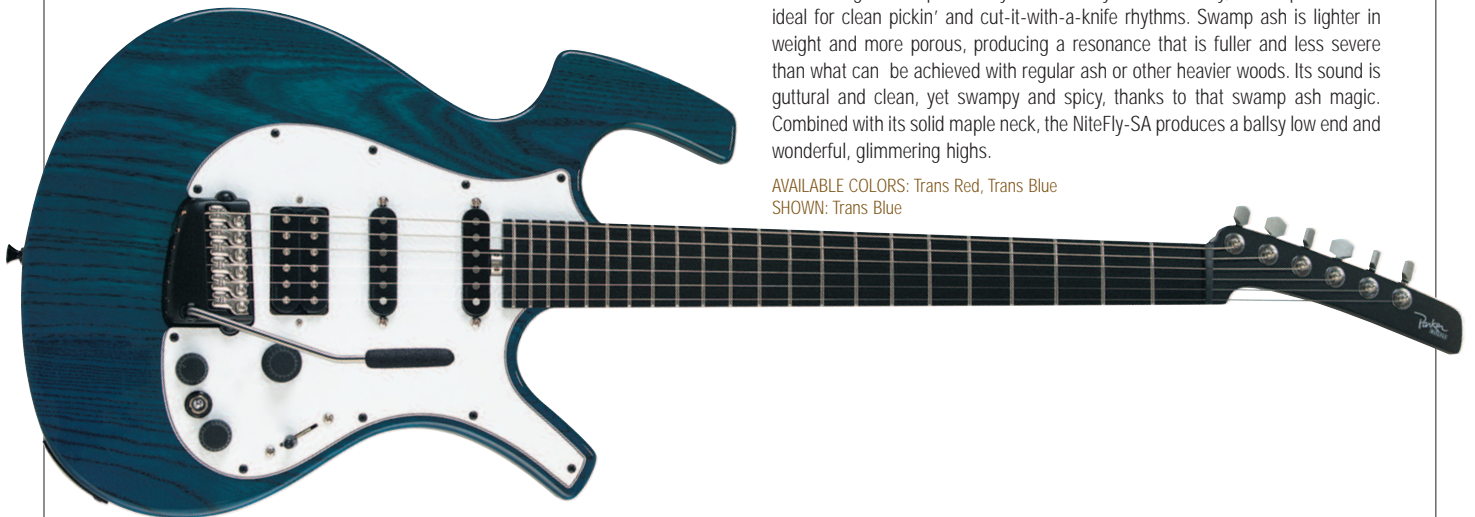 ideal for clean pickin’ and cut-it-with-a-knife rhythms. Swamp ash is lighter in
weight and more porous, producing a resonance that is fuller and less severe
than what can be achieved with regular ash or other heavier woods. Its sound is
guttural and clean, yet swampy and spicy, thanks to that swamp ash magic.
Combined with its solid maple neck, the NiteFly-SA produces a ballsy low end and
wonderful, glimmering highs.
AVAILABLE COLORS: Trans Red, Trans Blue
SHOWN: Trans Blue
Parker